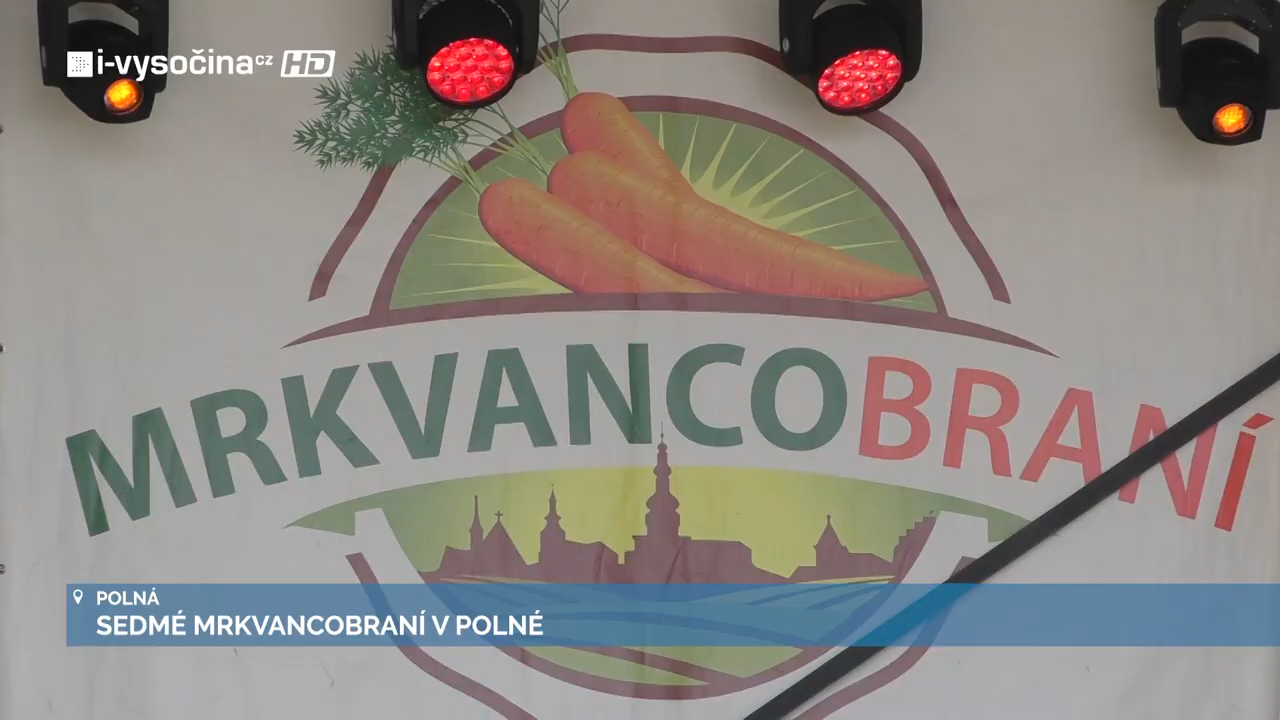 i-vysočina.cz HD
MRKVANCOBRANÍ
POLNÁ
SEDMÉ MRKVANCOBRANÍ V POLNÉ